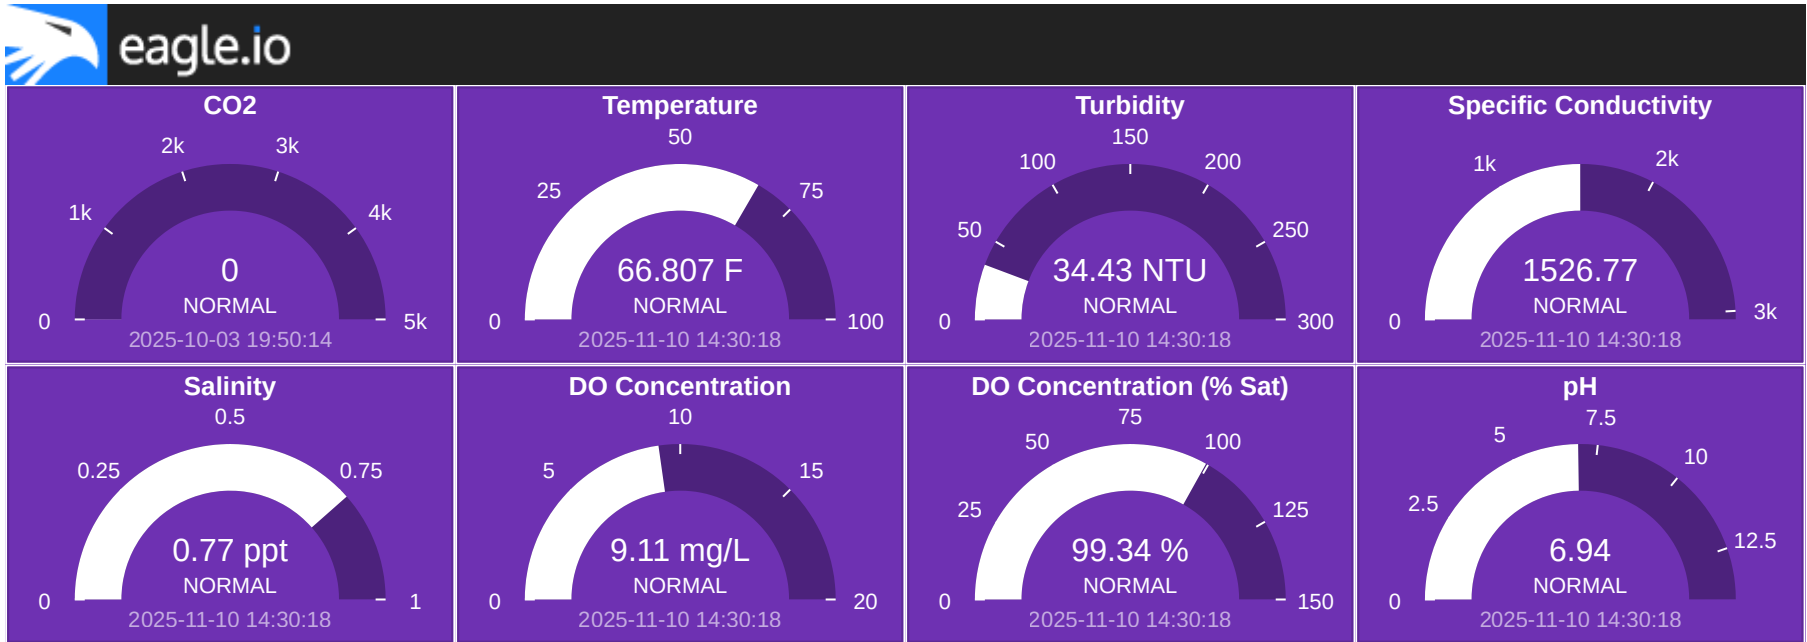 eagle.io
CO2
0
1k
2k
3k
4k
5k
0
NORMAL
2025-10-03 19:50:14
Temperature
0
25
50
75
100
66.807 F
NORMAL
2025-11-10 14:30:18
Turbidity
0
50
100
150
200
250
300
34.43 NTU
NORMAL
2025-11-10 14:30:18
Specific Conductivity
0
1k
2k
3k
1526.77
NORMAL
2025-11-10 14:30:18
Salinity
0
0.25
0.5
0.75
1
0.77 ppt
NORMAL
2025-11-10 14:30:18
DO Concentration
0
5
10
15
20
9.11 mg/L
NORMAL
2025-11-10 14:30:18
DO Concentration (% Sat)
0
25
50
75
100
125
150
99.34 %
NORMAL
2025-11-10 14:30:18
pH
0
2.5
5
7.5
10
12.5
6.94
NORMAL
2025-11-10 14:30:18